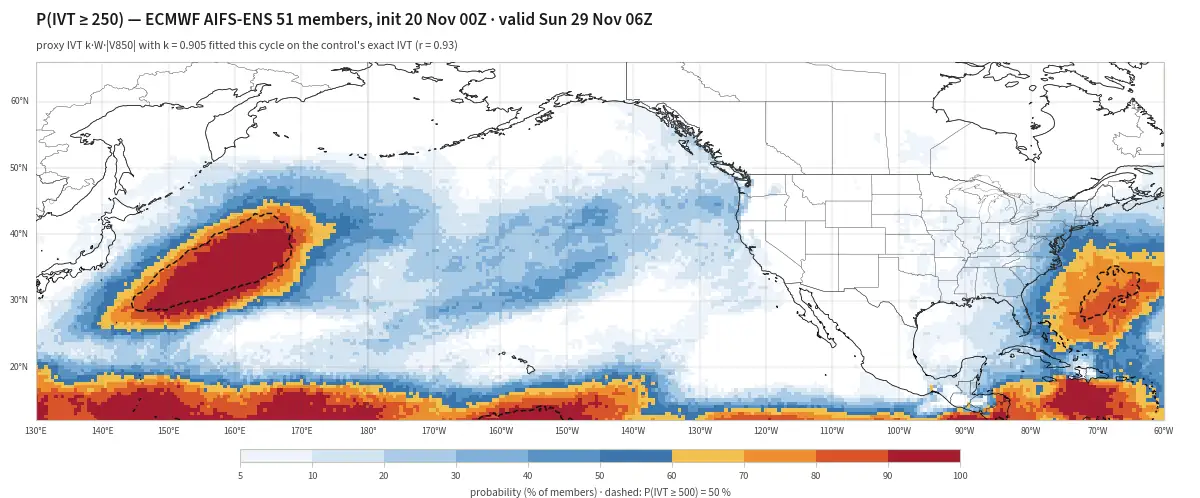 P(IVT ≥ 250) — ECMWF AIFS-ENS 51 members, init 20 Nov 00Z · valid Sun 29 Nov 06Z
proxy IVT k·W·|V850| with k = 0.905 fitted this cycle on the control's exact IVT (r = 0.93)
60°N
50°N
40°N
30°N
20°N
130°E 140°E 150°E 160°E 170°E 180° 170°W 160°W 150°W 140°W 130°W 120°W 110°W 100°W 90°W 80°W 70°W 60°W
5 10 20 30 40 50 60 70 80 90 100
probability (% of members) · dashed: P(IVT ≥ 500) = 50 %